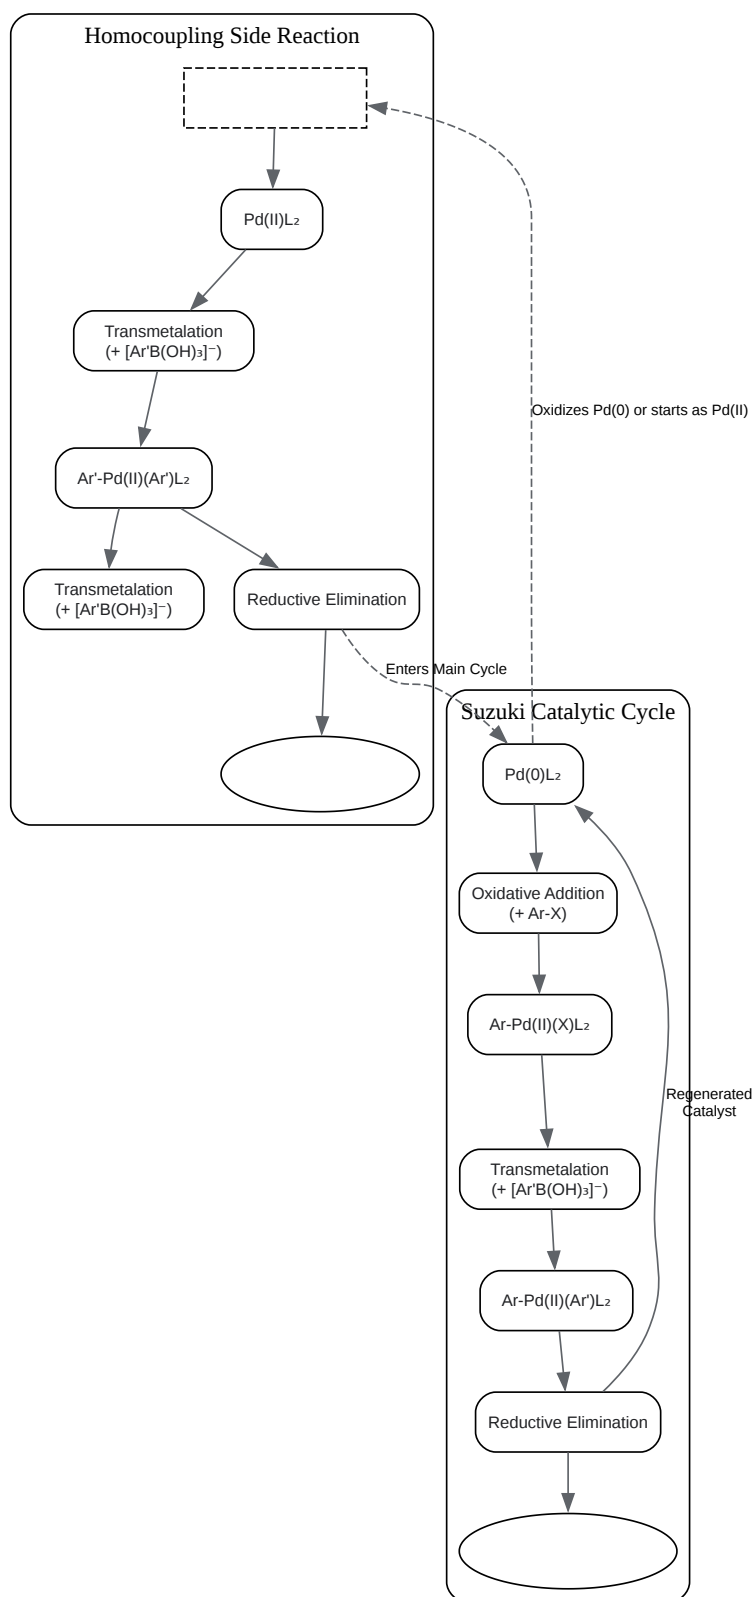 Homocoupling Side Reaction
Pd(II)L₂
Transmetalation
(+ [Ar'B(OH)₃]⁻)
Oxidizes Pd(0) or starts as Pd(II)
Ar'-Pd(II)(Ar')L₂
Transmetalation
(+ [Ar'B(OH)₃]⁻)
Reductive Elimination
Enters Main Cycle
Suzuki Catalytic Cycle
Pd(0)L₂
Oxidative Addition
(+ Ar-X)
Ar-Pd(II)(X)L₂
Regenerated
Catalyst
Transmetalation
(+ [Ar'B(OH)₃]⁻)
Ar-Pd(II)(Ar')L₂
Reductive Elimination